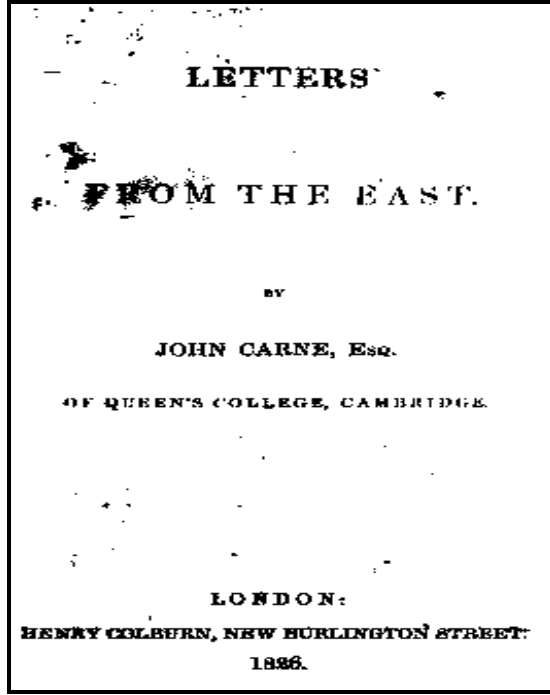 LETTERS
FROM THE EAST.
BY
JOHN CARNE, Esq.
OF QUEEN'S COLLEGE, CAMBRIDGE.
LONDON:
HENRY COLBURN, NEW BURLINGTON STREET.
1826.